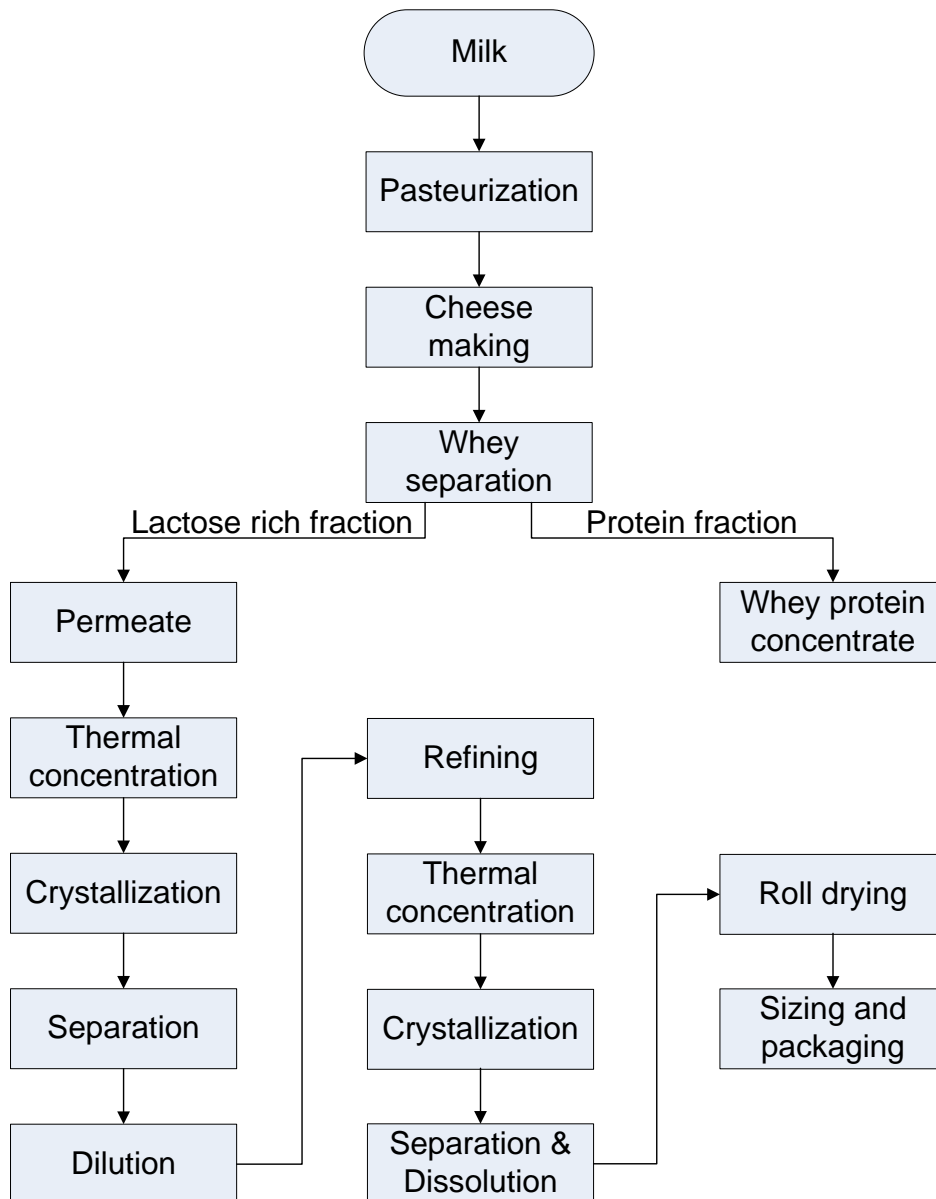 Milk
Pasteurization
Cheese
making
Whey
separation
Lactose rich fraction
Protein fraction
Permeate
Whey protein
concentrate
Thermal
concentration
Crystallization
Separation
Dilution
Refining
Thermal
concentration
Crystallization
Separation &
Dissolution
Roll drying
Sizing and
packaging